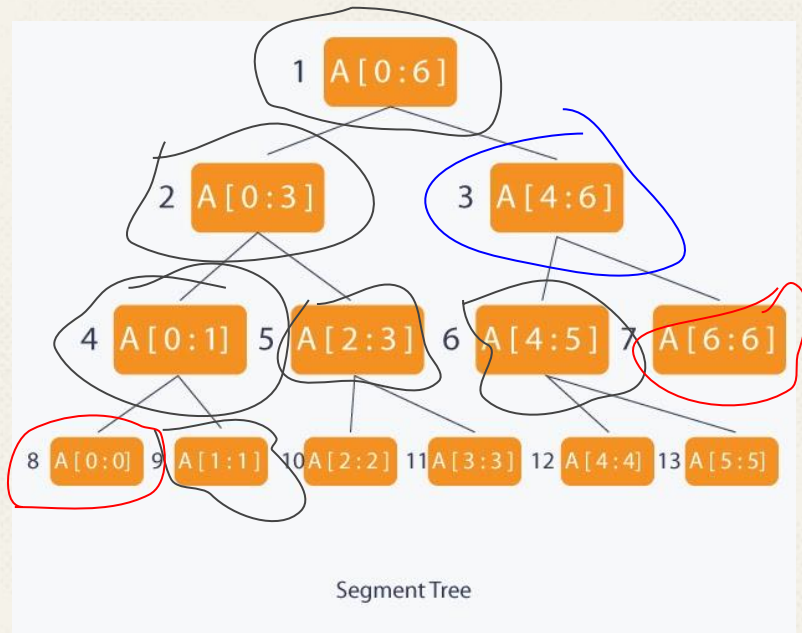 1 A[0:6]
2 A[0:3] 3 A[4:6]
4 A[0:1] 5 A[2:3] 6 A[4:5] 7 A[6:6]
8 A[0:0] 9 A[1:1] 10 A[2:2] 11 A[3:3] 12 A[4:4] 13 A[5:5]
Segment Tree